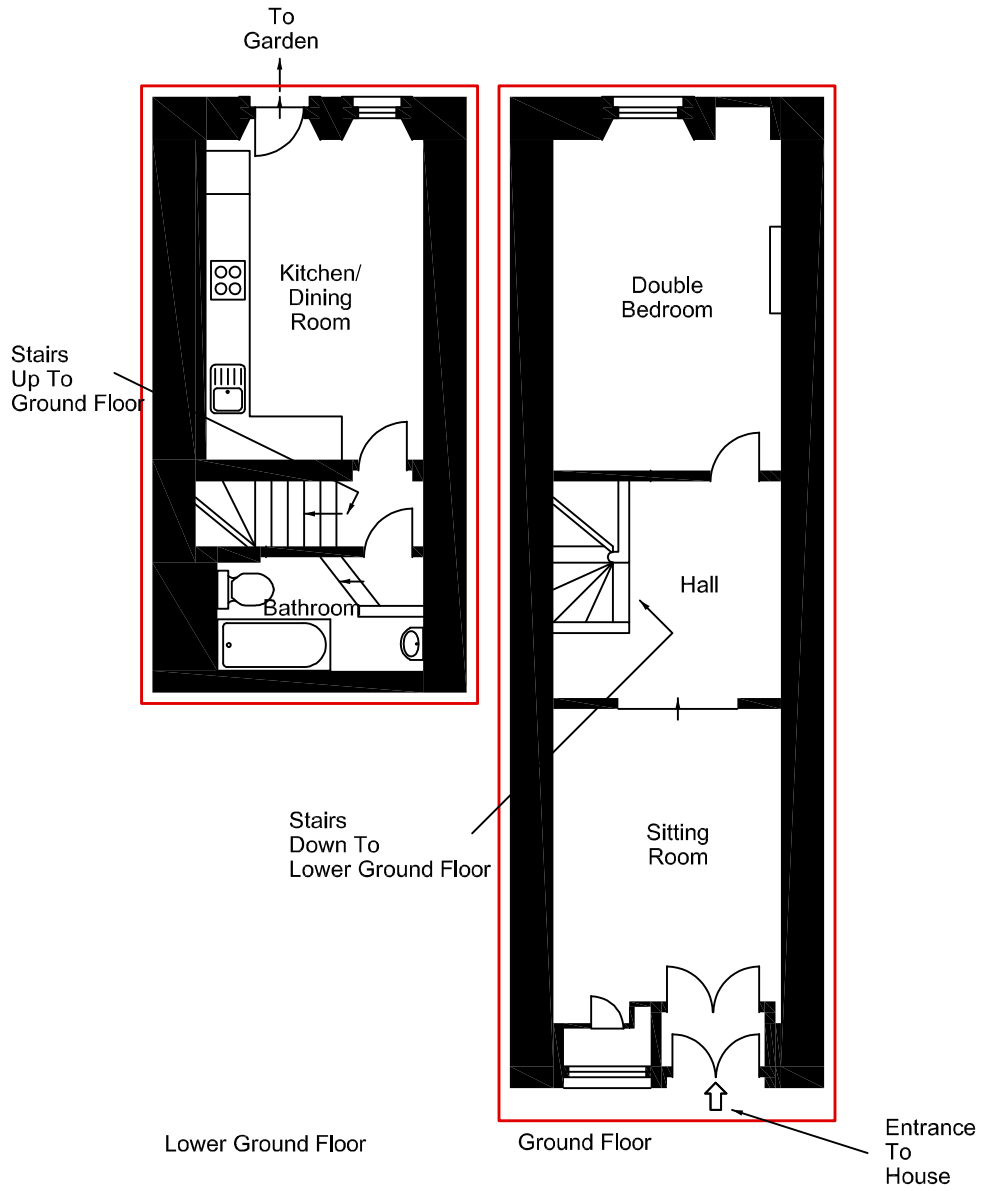 To
Garden
Kitchen/
Dining
Room
Stairs
Up To
Ground Floor
Bathroom
Double
Bedroom
Hall
Stairs
Down To
Lower Ground Floor
Sitting
Room
Lower Ground Floor
Ground Floor
Entrance
To
House